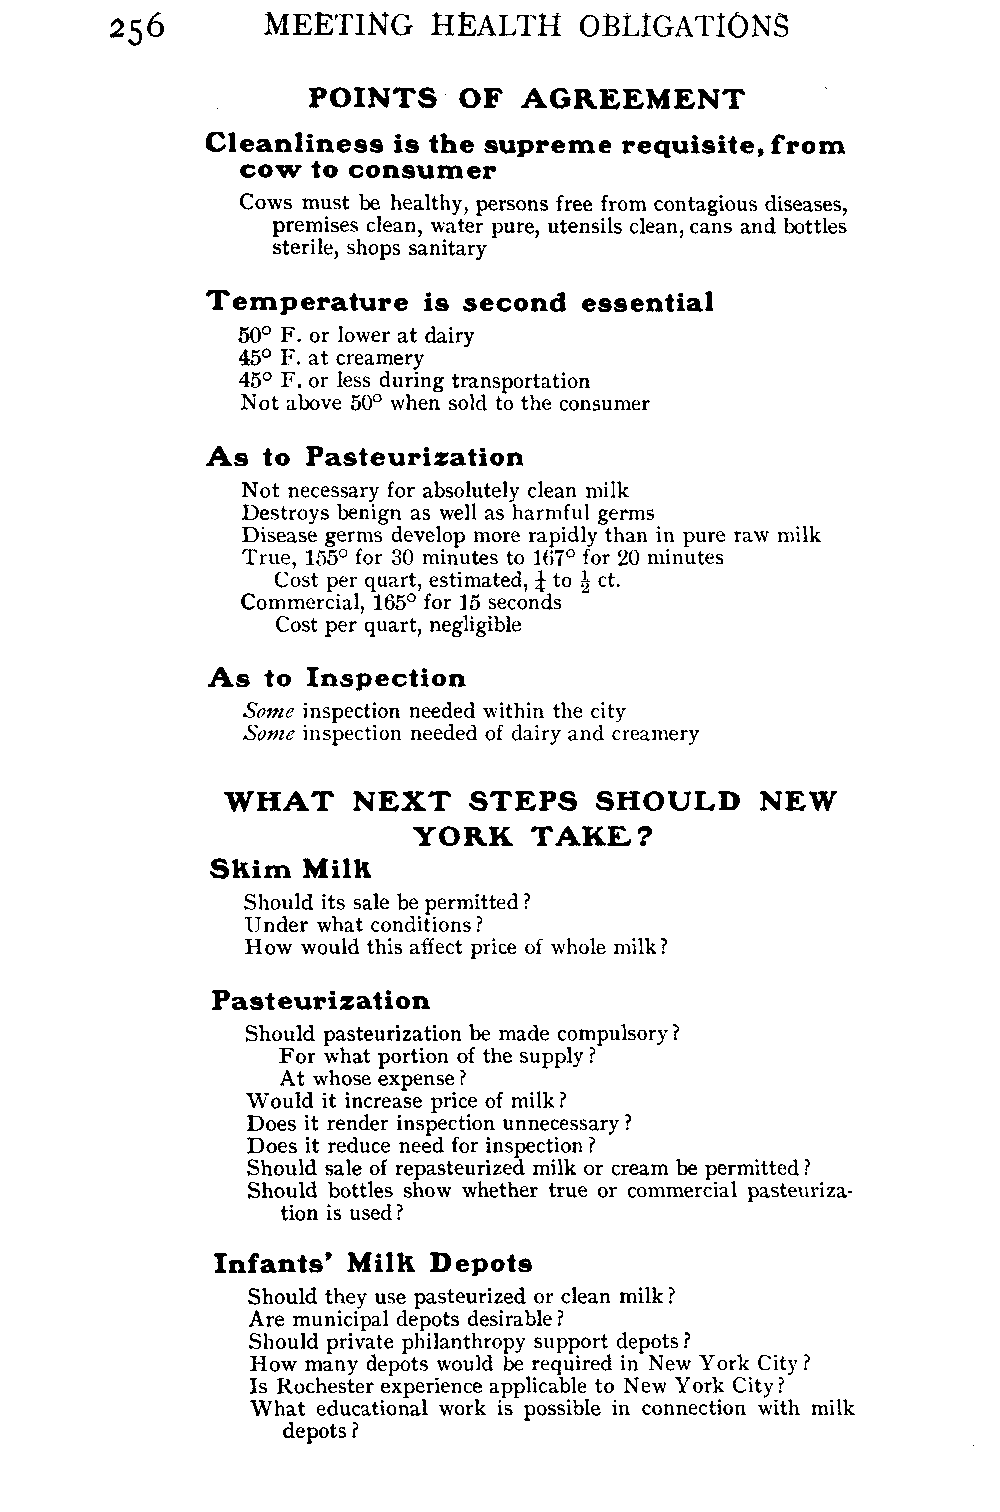 256 MEETING HEALTH OBLIGATIONS
POINTS OF AGREEMENT
Cleanliness is the supreme requisite, from
cow to consumer
Cows must be healthy, persons free from contagious diseases,
premises clean, water pure, utensils clean, cans and bottles
sterile, shops sanitary
Temperature is second essential
50° F. or lower at dairy
45° F. at creamery
45° F. or less during transportation
Not above 50° when sold to the consumer
As to Pasteurization
Not necessary for absolutely clean milk
Destroys benign as well as harmful germs
Disease germs develop more rapidly than in pure raw milk
True, 155° for 30 minutes to 167° for 20 minutes
Cost per quart, estimated, ¼ to ½ ct.
Commercial, 165° for 15 seconds
Cost per quart, negligible
As to Inspection
Some inspection needed within the city
Some inspection needed of dairy and creamery
WHAT NEXT STEPS SHOULD NEW
YORK TAKE?
Skim Milk
Should its sale be permitted?
Under what conditions?
How would this affect price of whole milk?
Pasteurization
Should pasteurization be made compulsory?
For what portion of the supply?
At whose expense?
Would it increase price of milk?
Does it render inspection unnecessary?
Does it reduce need for inspection?
Should sale of repasteurized milk or cream be permitted?
Should bottles show whether true or commercial pasteuriza-
tion is used?
Infants' Milk Depots
Should they use pasteurized or clean milk?
Are municipal depots desirable?
Should private philanthropy support depots?
How many depots would be required in New York City?
Is Rochester experience applicable to New York City?
What educational work is possible in connection with milk
depots?